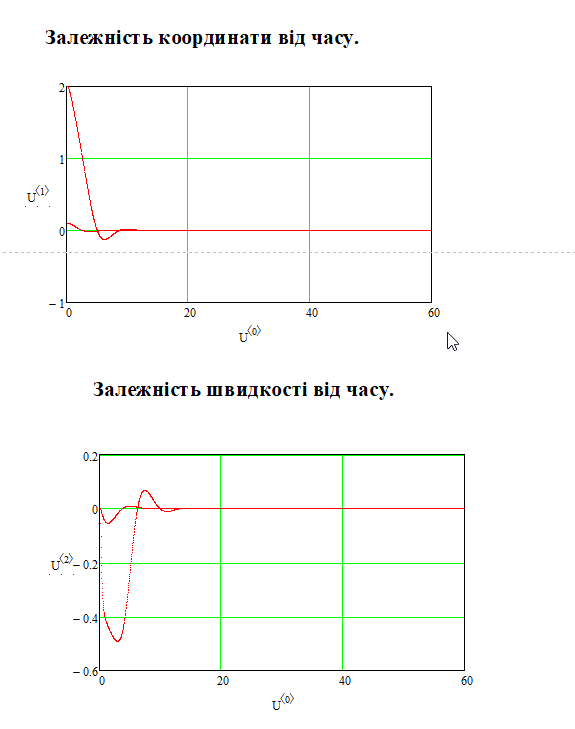 Залежність координати від часу.
2
1
U⟨1⟩
0
− 1
0 20 40 60
U⟨0⟩
Залежність швидкості від часу.
0.2
0
U⟨2⟩ − 0.2
− 0.4
− 0.6
0 20 40 60
U⟨0⟩